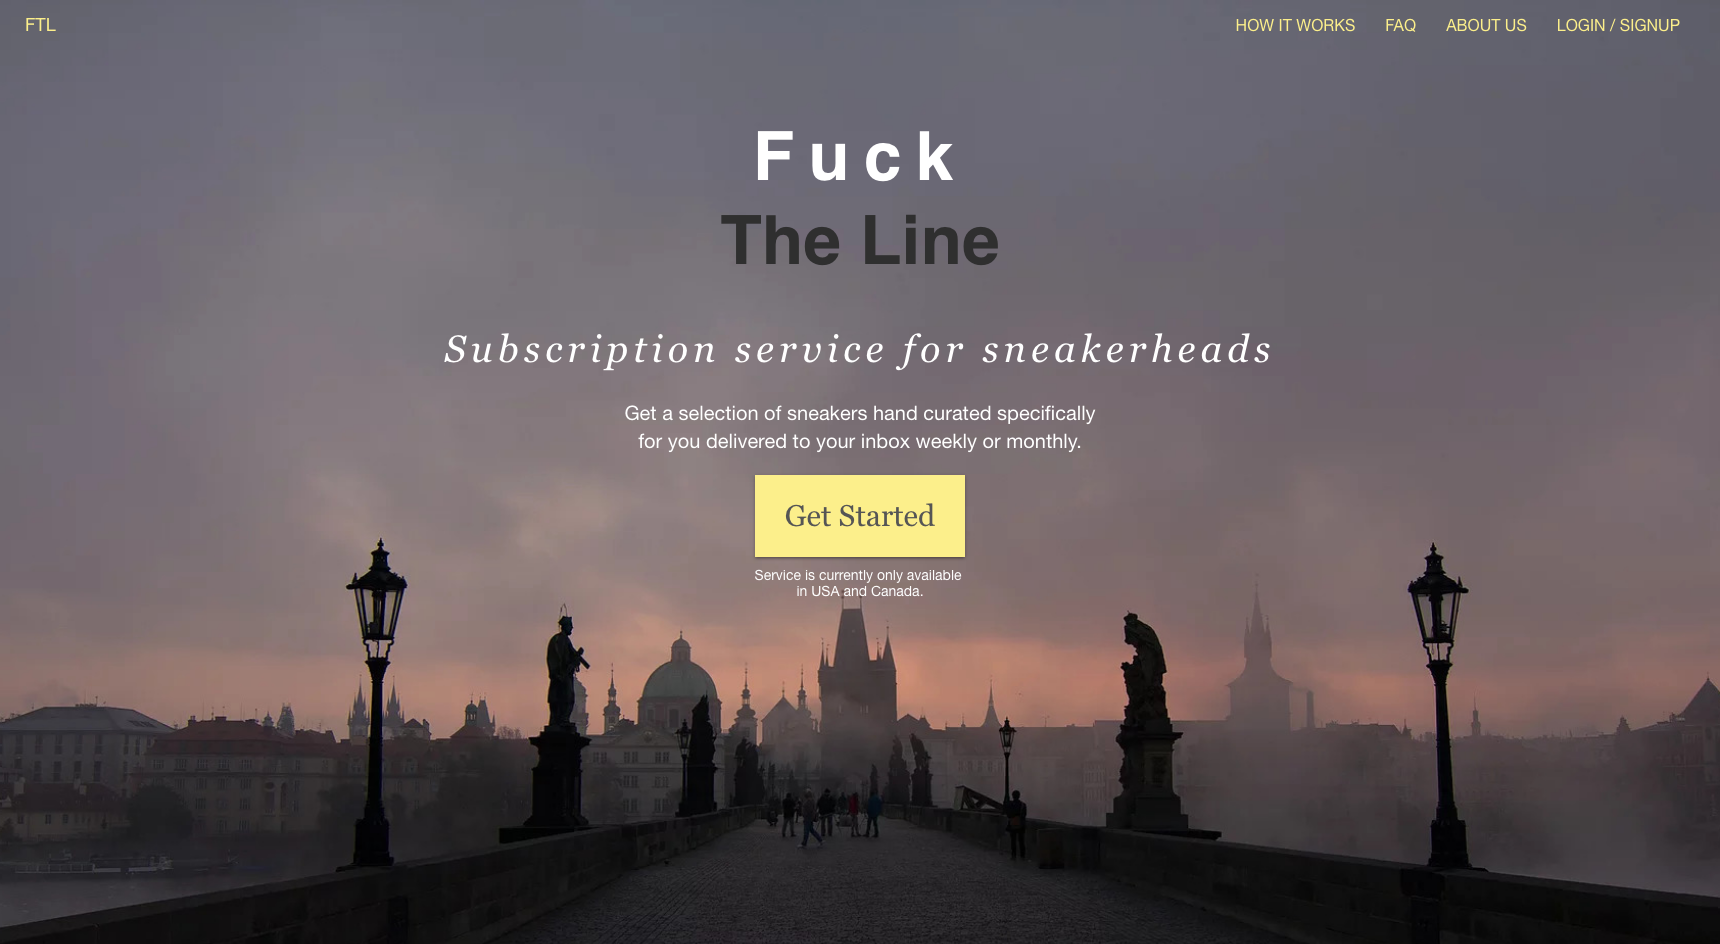 FTL
HOW IT WORKS
FAQ
ABOUT US
LOGIN / SIGNUP
Fuck
The Line
Subscription service for sneakerheads
Get a selection of sneakers hand curated specifically
for you delivered to your inbox weekly or monthly.
Get Started
Service is currently only available
in USA and Canada.